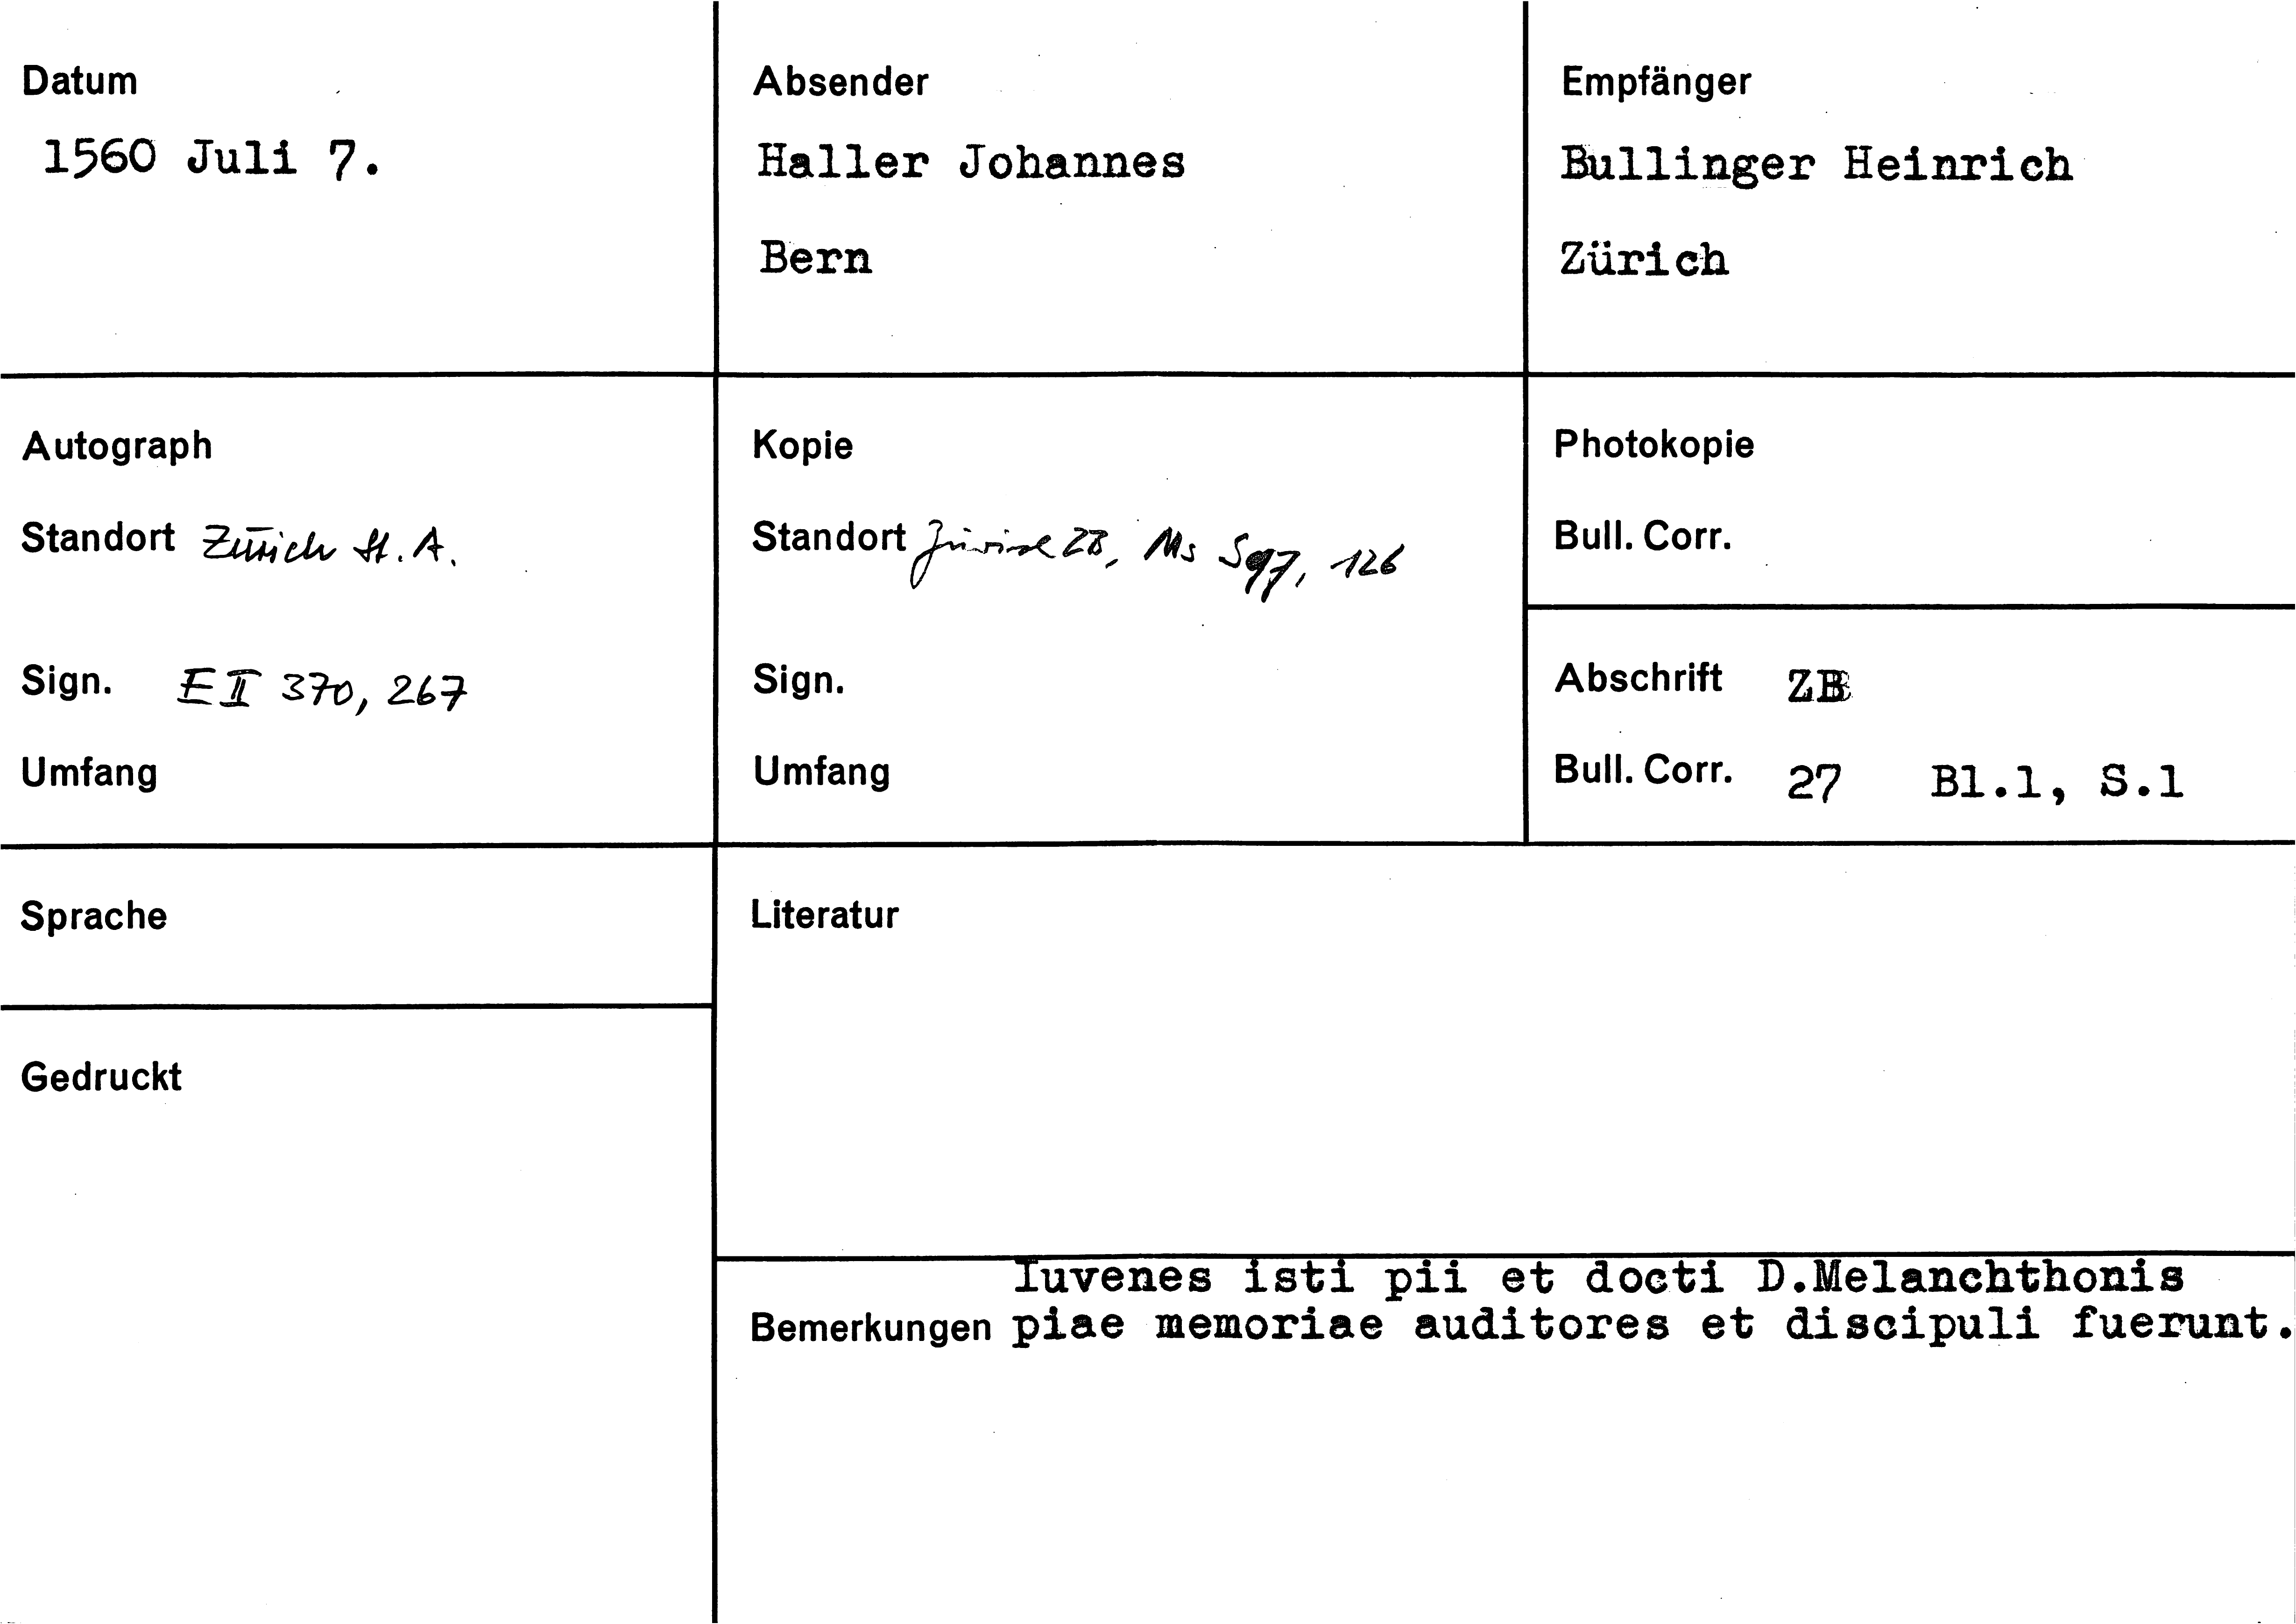 Datum
1560 Juli 7.
Absender
Haller Johannes
Bern
Empfänger
Bullinger Heinrich
Zürich
Autograph
Standort Zürich St. A.
Sign. E II 370, 267
Umfang
Kopie
Standort Zürich ZB, Ms S 97, 126
Sign.
Umfang
Photokopie
Bull. Corr.
Abschrift ZB
Bull. Corr. 27 Bl.1, S.1
Sprache
Gedruckt
Literatur
Iuvenes isti pii et docti D.Melanchthonis
Bemerkungen piae memoriae auditores et discipuli fuerunt.